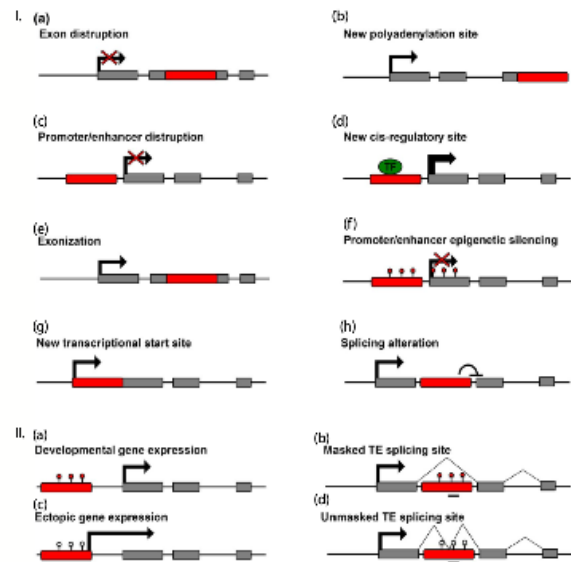 I. (a)
Exon distruption
(b)
New polyadenylation site
(c)
Promoter/enhancer distruption
(d)
New cis-regulatory site
TF
(e)
Exonization
(f)
Promoter/enhancer epigenetic silencing
(g)
New transcriptional start site
(h)
Splicing alteration
II. (a)
Developmental gene expression
(b)
Masked TE splicing site
(c)
Ectopic gene expression
(d)
Unmasked TE splicing site